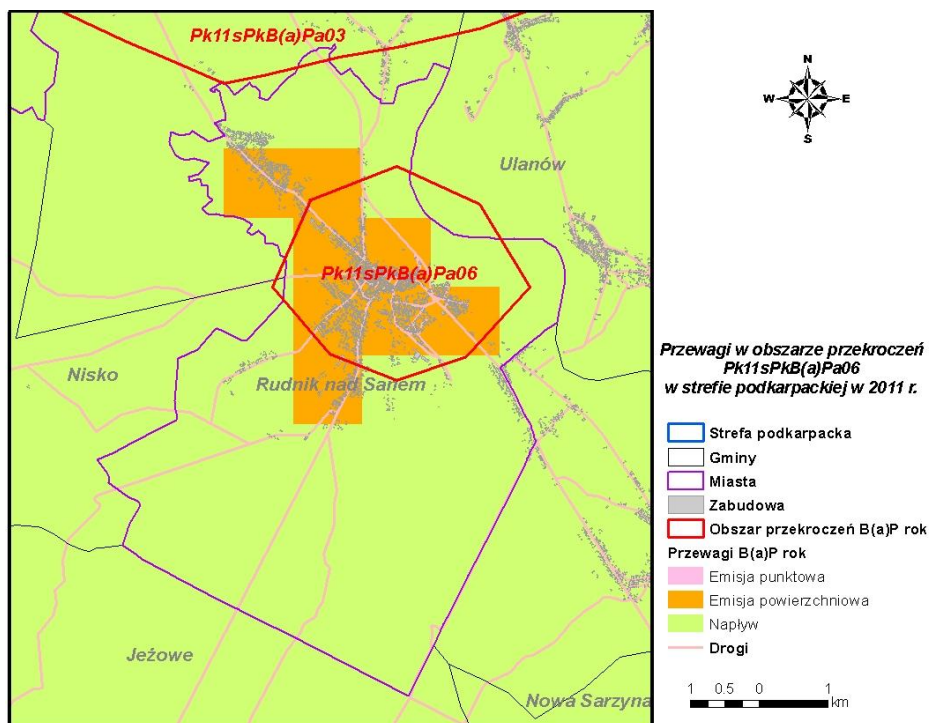 Pk11sPkB(a)Pa03
Ulanów
Pk11sPkB(a)Pa06
Nisko
Rudnik nad Sanem
Jeżowe
Nowa Sarzyna
N
W
E
S
Przewagi w obszarze przekroczeń
Pk11sPkB(a)Pa06
w strefie podkarpackiej w 2011 r.
Strefa podkarpacka
Gminy
Miasta
Zabudowa
Obszar przekroczeń B(a)P rok
Przewagi B(a)P rok
Emisja punktowa
Emisja powierzchniowa
Napływ
Drogi
1 0.5 0 1
km